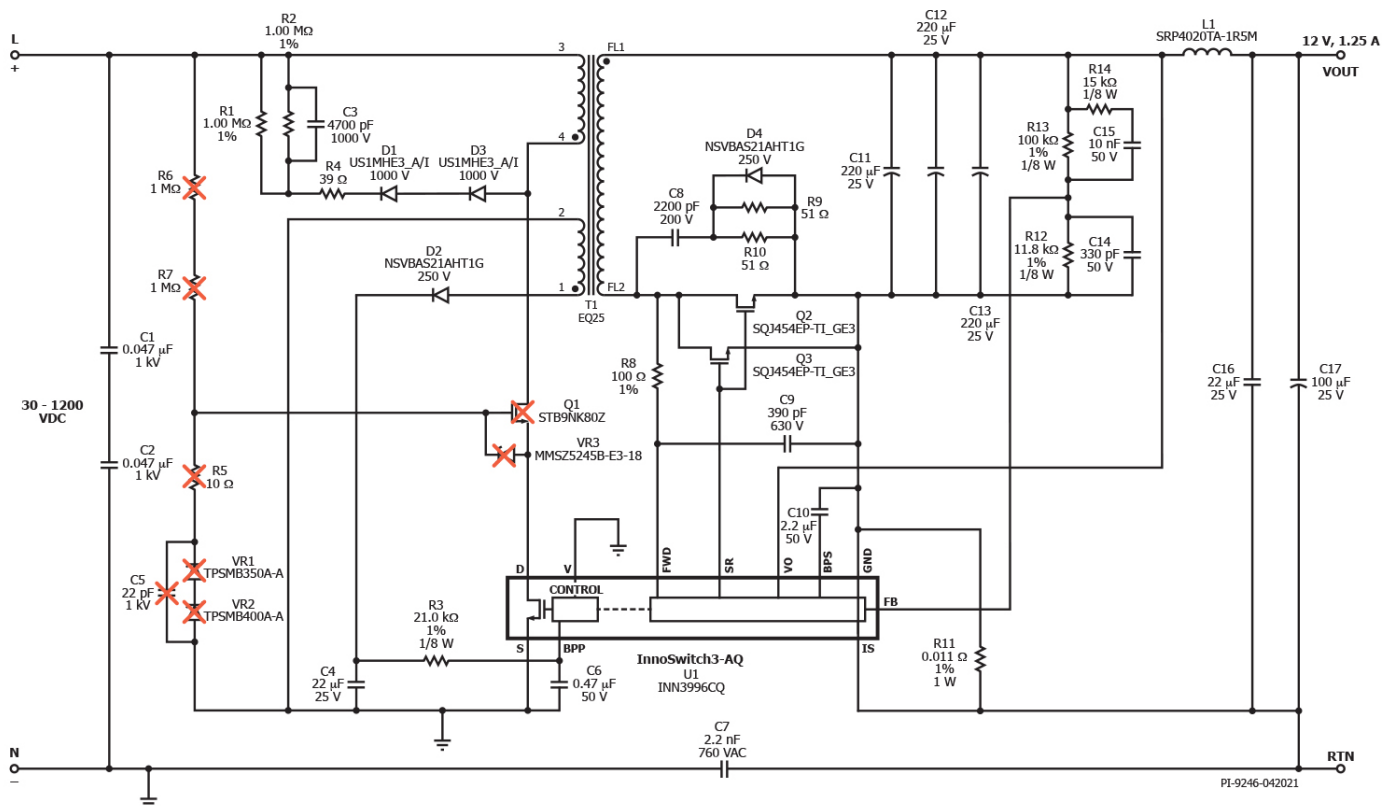 L
+
R2
1.00 MΩ
1%
R1
1.00 MΩ
1%
C3
4700 pF
1000 V
R4
39 Ω
D1
US1MHE3_A/I
1000 V
D3
US1MHE3_A/I
1000 V
3
4
2
1
FL1
FL2
T1
EQ25
R6
1 MΩ
R7
1 MΩ
D2
NSVBAS21AHT1G
250 V
C1
0.047 µF
1 kV
30 - 1200
VDC
C2
0.047 µF
1 kV
R5
10 Ω
C5
22 pF
1 kV
VR1
TPSMB350A-A
VR2
TPSMB400A-A
Q1
STB9NK80Z
VR3
MMSZ5245B-E3-18
C12
220 µF
25 V
L1
SRP4020TA-1R5M
12 V, 1.25 A
VOUT
D4
NSVBAS21AHT1G
250 V
C8
2200 pF
200 V
R9
51 Ω
R10
51 Ω
C11
220 µF
25 V
R14
15 kΩ
1/8 W
R13
100 kΩ
1%
1/8 W
C15
10 nF
50 V
R12
11.8 kΩ
1%
1/8 W
C14
330 pF
50 V
C13
220 µF
25 V
Q2
SQJ454EP-TI_GE3
Q3
SQJ454EP-TI_GE3
R8
100 Ω
1%
C9
390 pF
630 V
C16
22 µF
25 V
C17
100 µF
25 V
C10
2.2 µF
50 V
D
V
FWD
SR
VO
BPS
GND
CONTROL
FB
S
BPP
IS
InnoSwitch3-AQ
U1
INN3996CQ
R3
21.0 kΩ
1%
1/8 W
C4
22 µF
25 V
C6
0.47 µF
50 V
R11
0.011 Ω
1%
1 W
C7
2.2 nF
760 VAC
N
–
RTN
PI-9246-042021